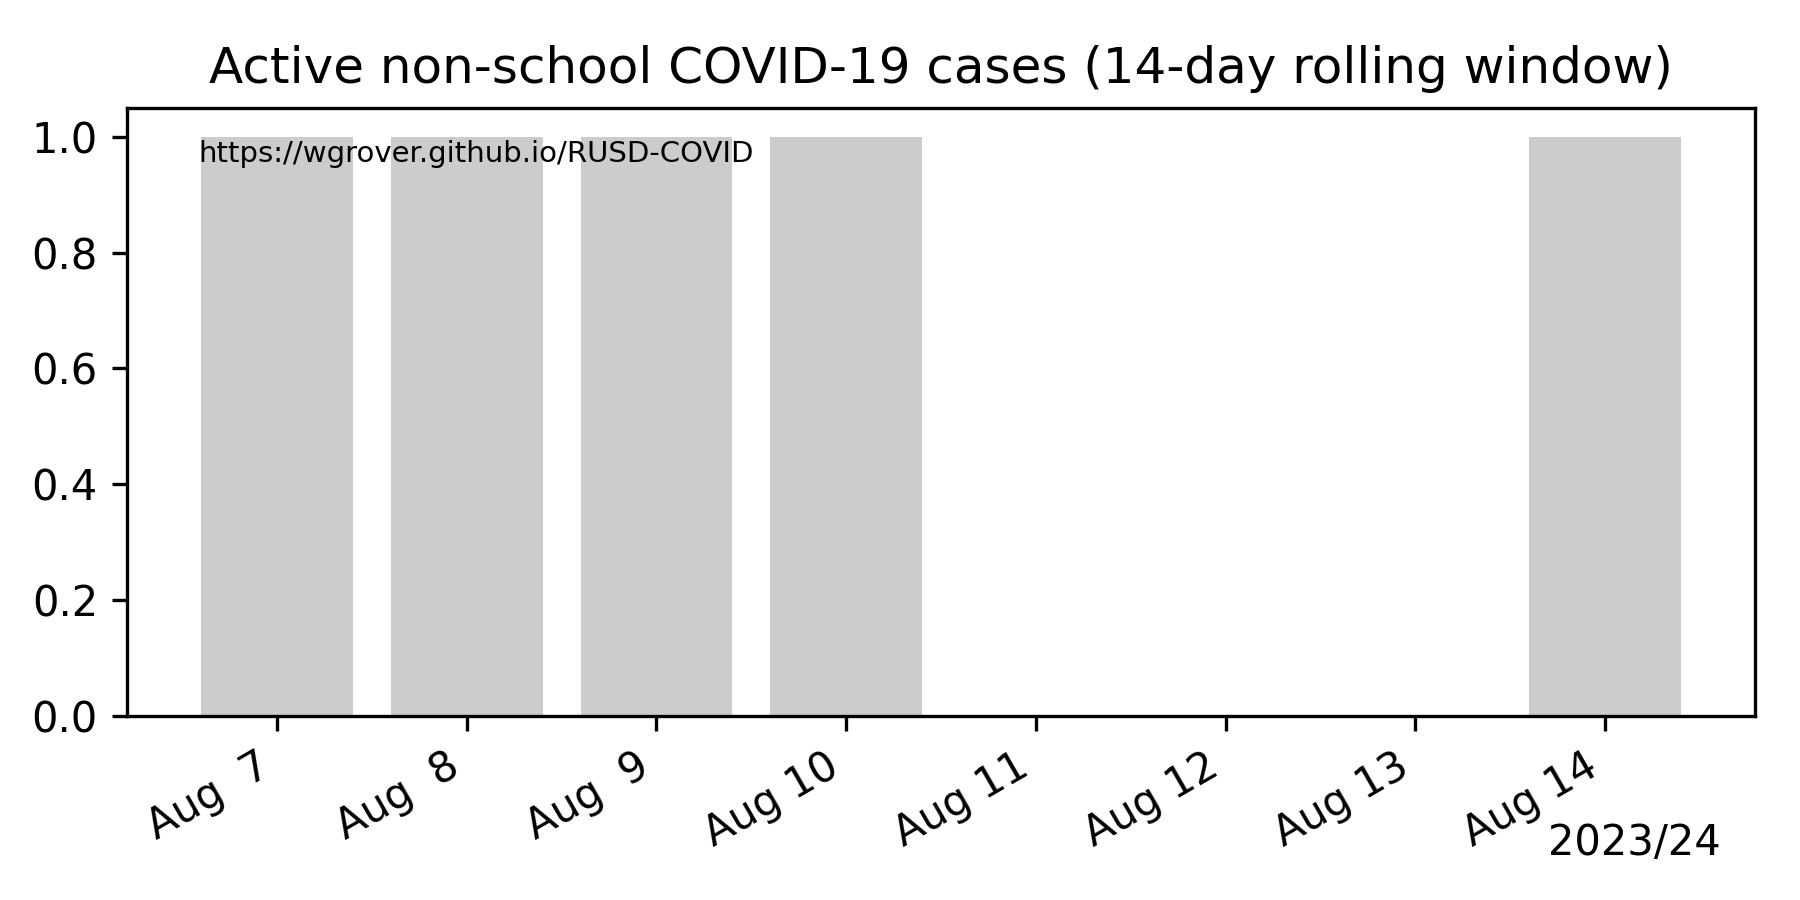 Active non-school COVID-19 cases (14-day rolling window)
1.0
https://wgrover.github.io/RUSD-COVID
0.8
0.6
0.4
0.2
0.0
Aug 7 Aug 8 Aug 9 Aug 10 Aug 11 Aug 12 Aug 13 Aug 14
2023/24